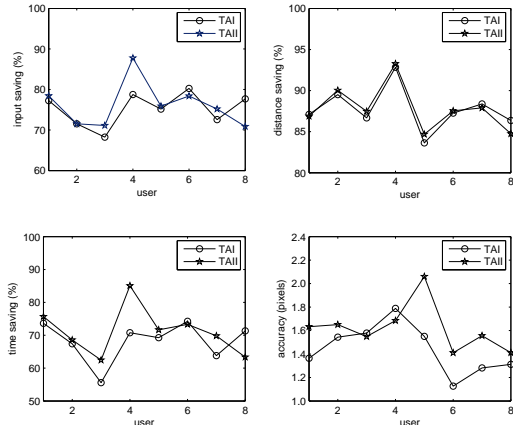 100
90
80
70
60
input saving (%)
2 4 6 8
user
TAI
TAII
100
95
90
85
80
distance saving (%)
2 4 6 8
user
TAI
TAII
100
90
80
70
60
50
time saving (%)
2 4 6 8
user
TAI
TAII
2.4
2.2
2.0
1.8
1.6
1.4
1.2
1.0
accuracy (pixels)
2 4 6 8
user
TAI
TAII